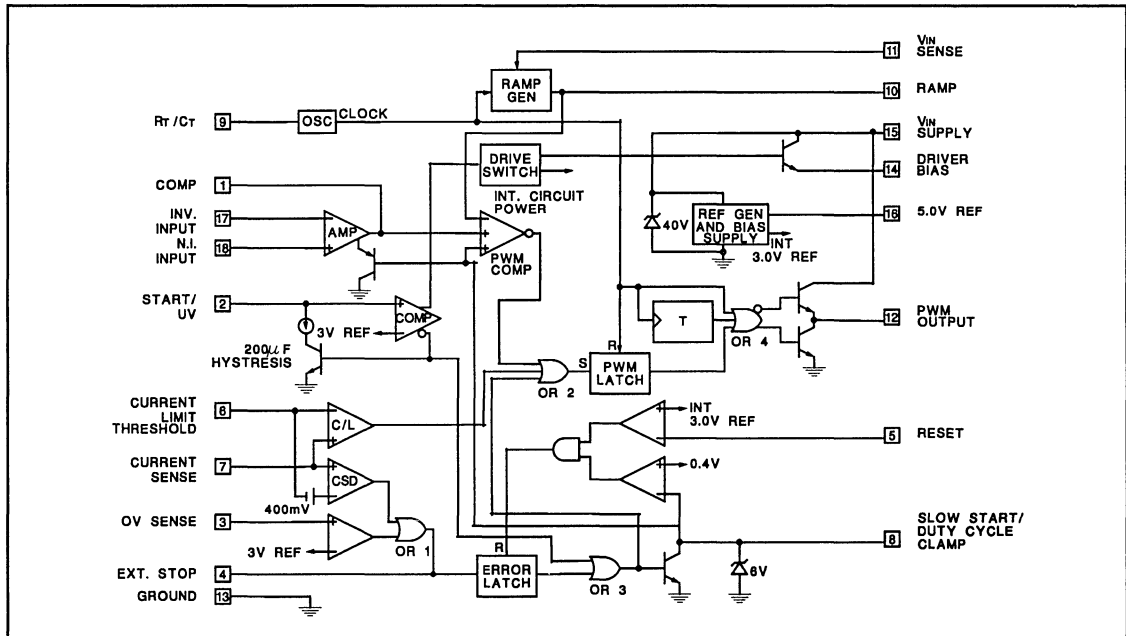 11
VIN
SENSE
RAMP
GEN
10
RAMP
RT/CT
9
OSC
CLOCK
15
VIN
SUPPLY
DRIVE
SWITCH
14
DRIVER
BIAS
COMP
1
INT. CIRCUIT
POWER
INV.
INPUT
17
N.I.
INPUT
18
AMP
PWM
COMP
40V
REF GEN
AND BIAS
SUPPLY
16
5.0V REF
INT
3.0V REF
START/
UV
2
COMP
3V REF
200μF
HYSTRESIS
T
OR 4
12
PWM
OUTPUT
R
S
PWM
LATCH
OR 2
CURRENT
LIMIT
THRESHOLD
6
C/L
INT
3.0V REF
5
RESET
CURRENT
SENSE
7
CSD
400mV
0.4V
OV SENSE
3
3V REF
OR 1
8
SLOW START/
DUTY CYCLE
CLAMP
EXT. STOP
4
R
ERROR
LATCH
OR 3
6V
GROUND
13